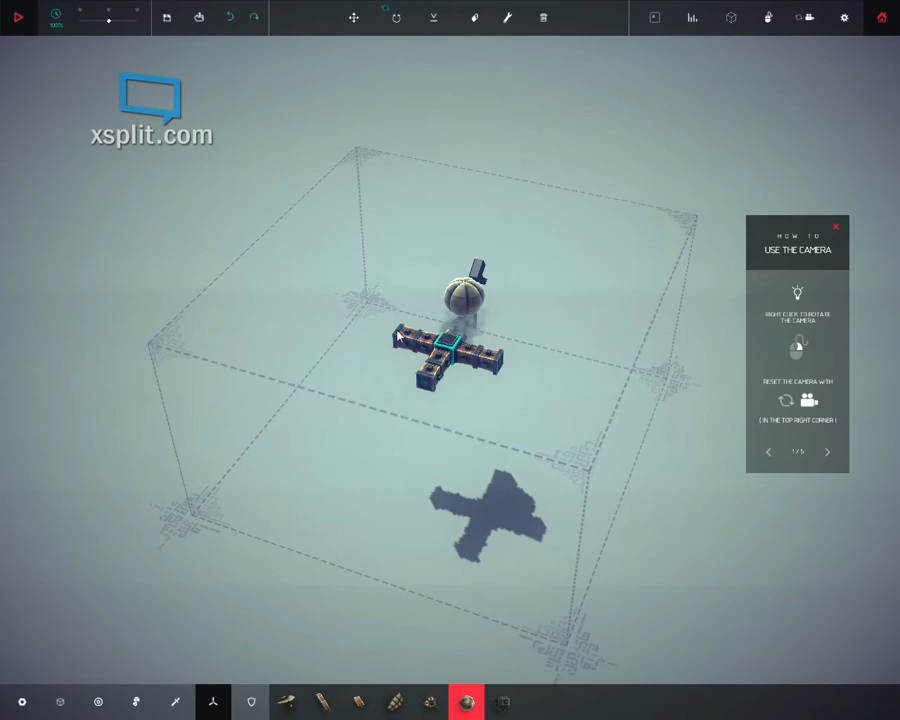 100%
xsplit.com
HOW TO
USE THE CAMERA
RIGHT CLICK TO ROTATE
THE CAMERA
RESET THE CAMERA WITH
( IN THE TOP RIGHT CORNER )
1/5